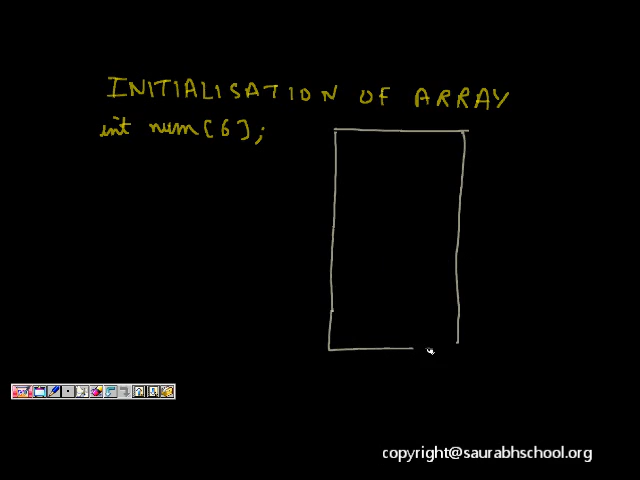 INITIALISATION OF ARRAY
int num[6];
copyright@saurabhschool.org